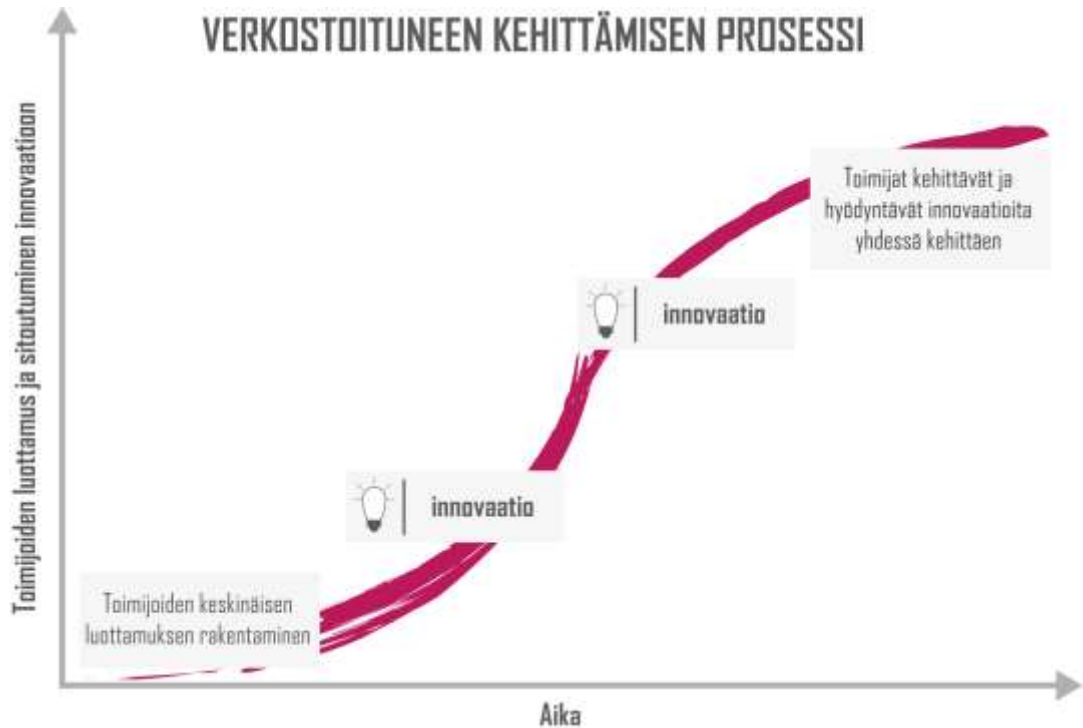 VERKOSTOITUNEEN KEHITTÄMISEN PROSESSI
Toimijoiden luottamus ja sitoutuminen innovaatioon
Toimijat kehittävät ja
hyödyntävät innovaatioita
yhdessä kehittäen
innovaatio
innovaatio
Toimijoiden keskinäisen
luottamuksen rakentaminen
Aika